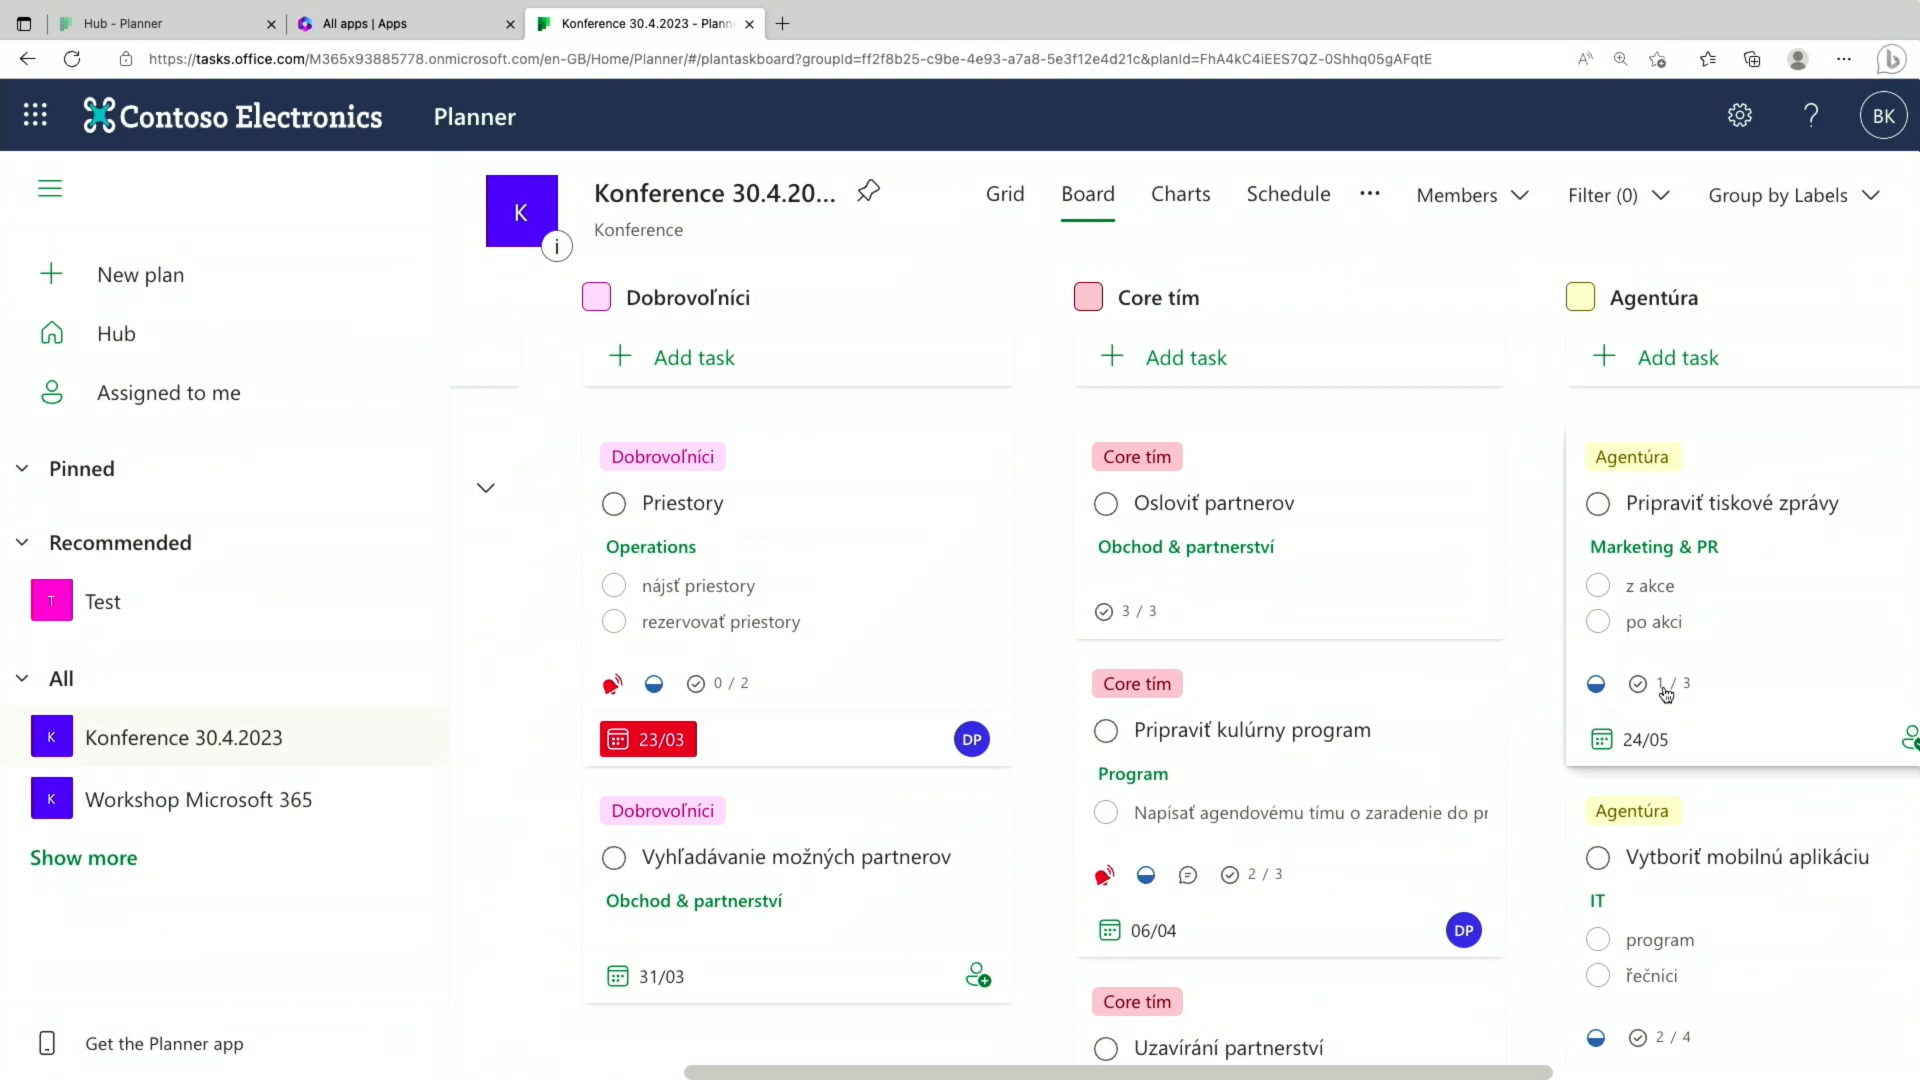 Hub - Planner
All apps | Apps
Konference 30.4.2023 - Plann
https://tasks.office.com/M365x93885778.onmicrosoft.com/en-GB/Home/Planner/#/plantaskboard?groupId=ff2f8b25-c9be-4e93-a7a8-5e3f12e4d21c&planId=FhA4kC4iEES7QZ-0Shhq05gAFqtE
Contoso Electronics
Planner
BK
New plan
Hub
Assigned to me
Pinned
Recommended
T
Test
All
K
Konference 30.4.2023
K
Workshop Microsoft 365
Show more
Get the Planner app
K
i
Konference 30.4.20...
Konference
Grid
Board
Charts
Schedule
Members
Filter (0)
Group by Labels
Dobrovoľníci
Add task
Dobrovoľníci
Priestory
Operations
nájsť priestory
rezervovať priestory
0 / 2
23/03
DP
Dobrovoľníci
Vyhľadávanie možných partnerov
Obchod & partnerství
31/03
Core tím
Add task
Core tím
Osloviť partnerov
Obchod & partnerství
3 / 3
Core tím
Pripraviť kulúrny program
Program
Napísať agendovému tímu o zaradenie do pr
2 / 3
06/04
DP
Core tím
Uzavírání partnerství
Agentúra
Add task
Agentúra
Pripraviť tiskové zprávy
Marketing & PR
z akce
po akci
1 / 3
24/05
Agentúra
Vytboriť mobilnú aplikáciu
IT
program
řečníci
2 / 4